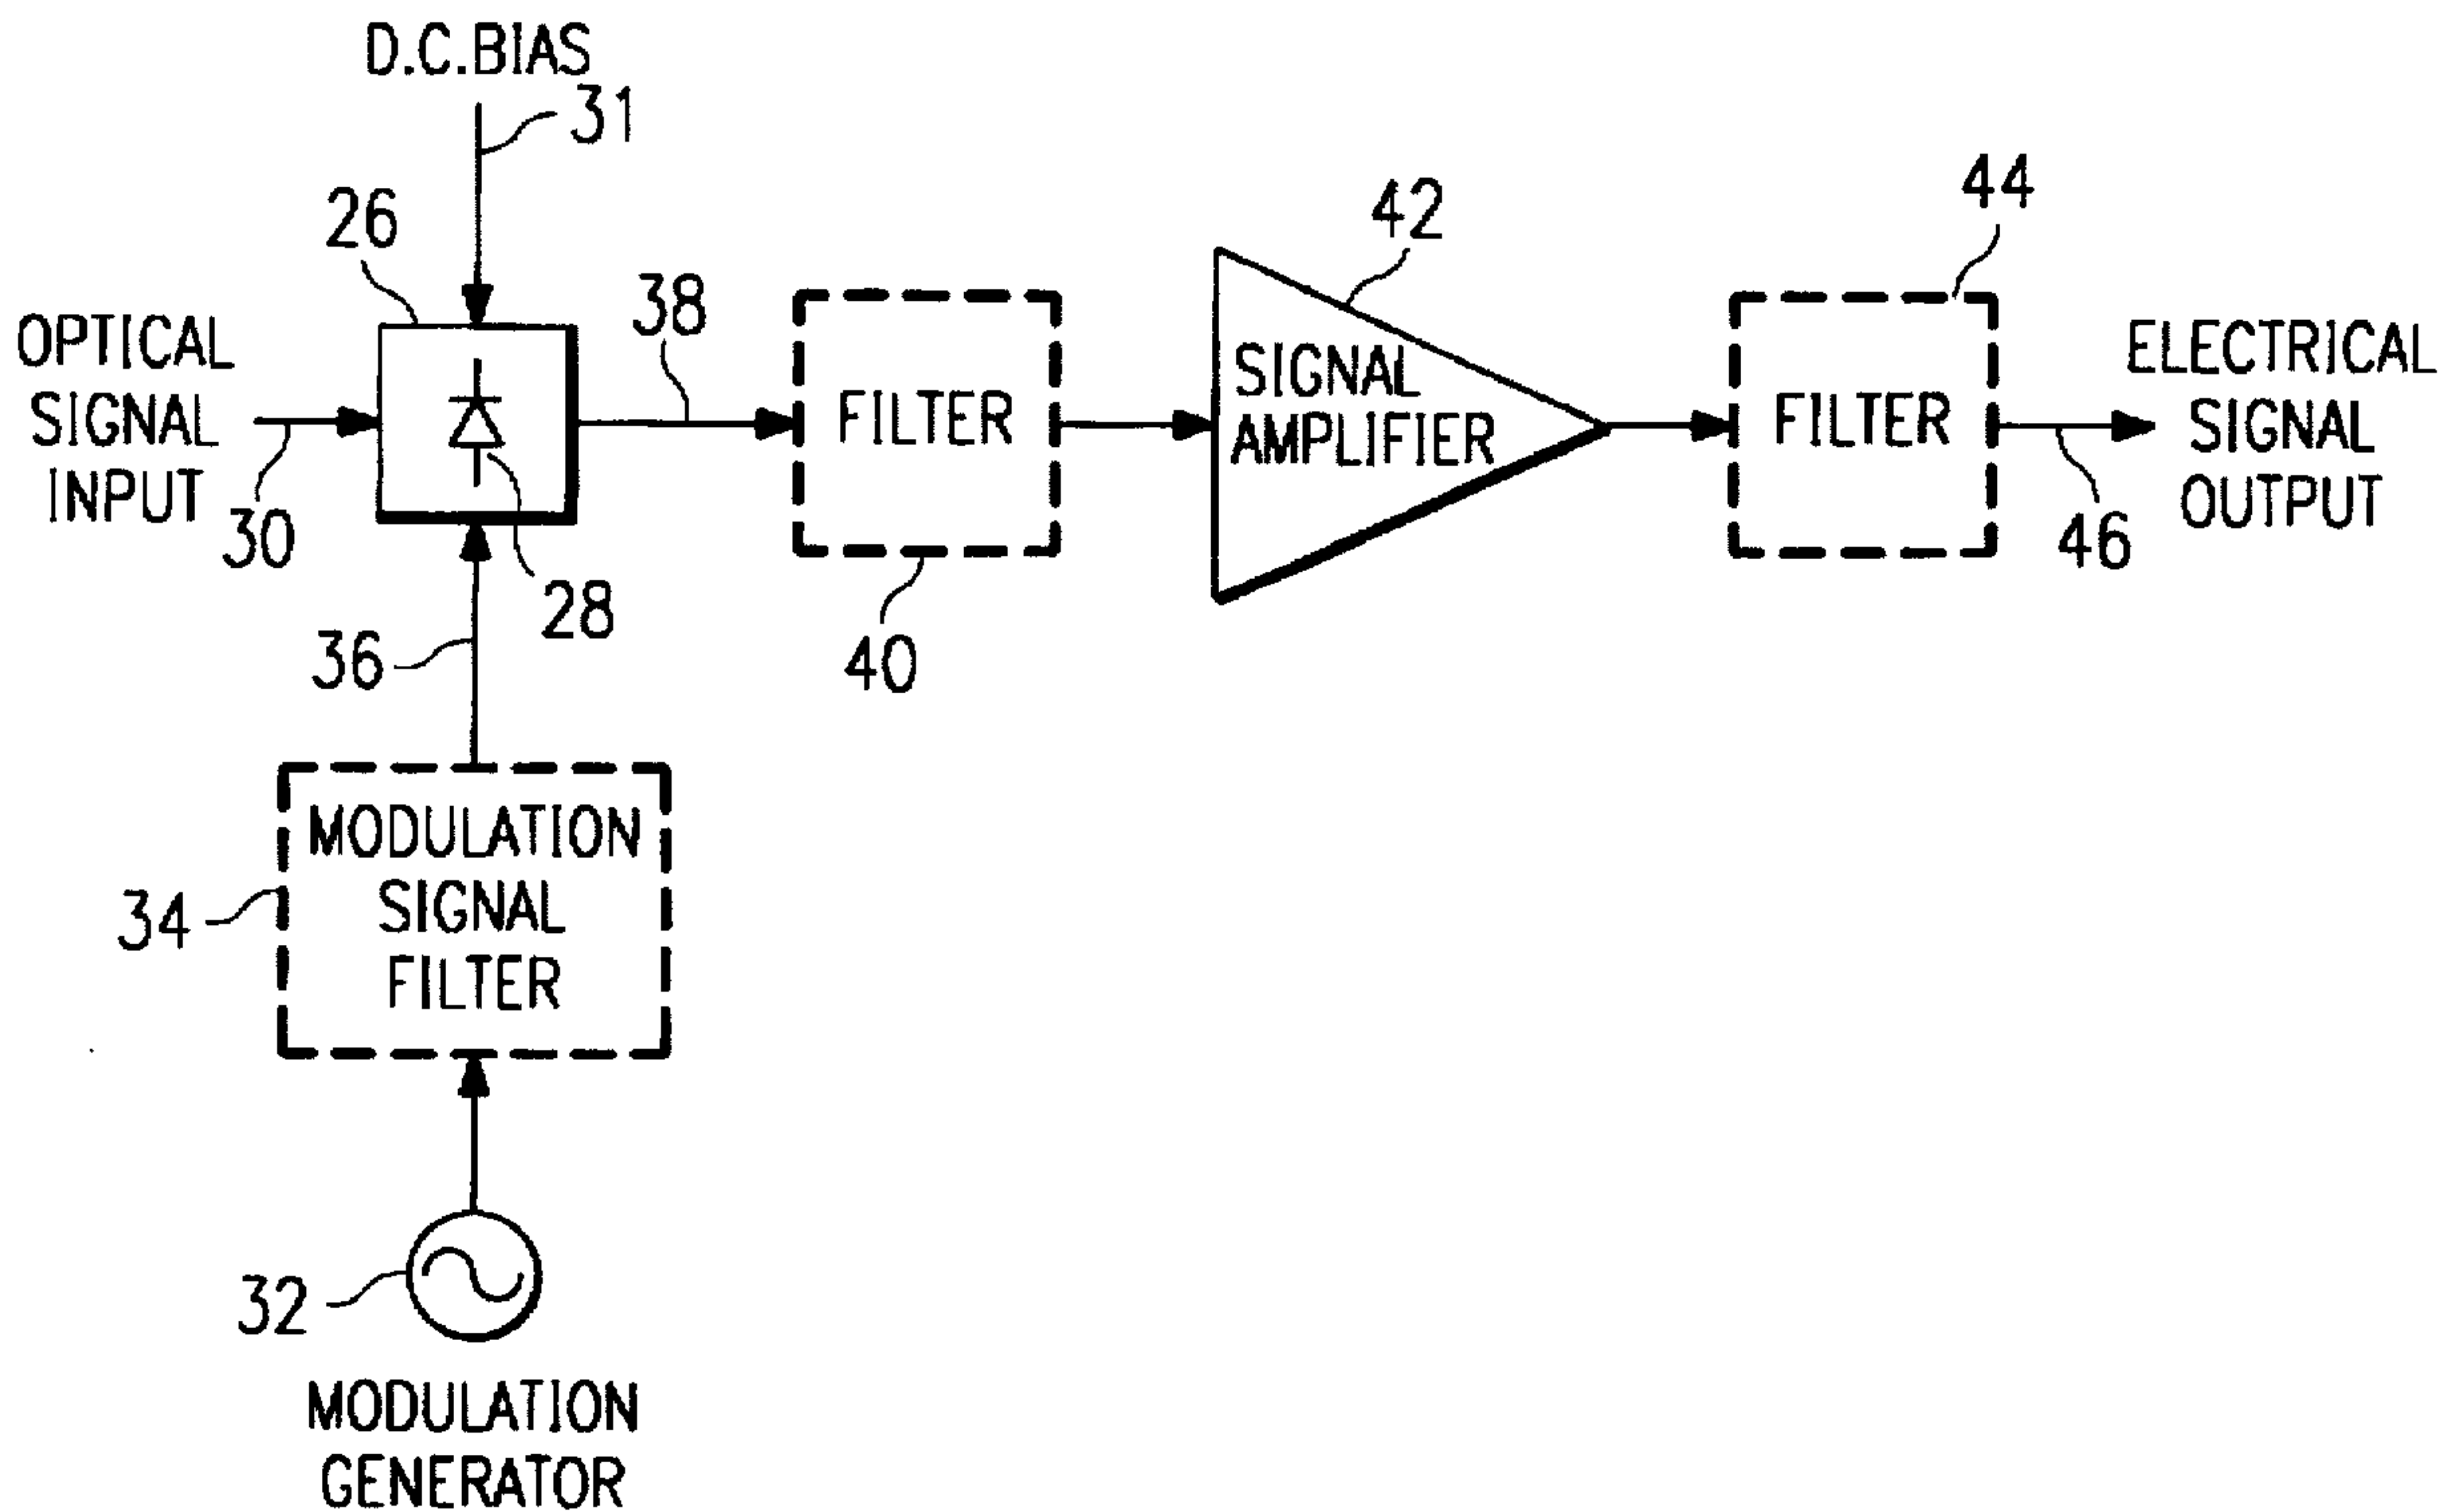 D.C.BIAS
31
26
OPTICAL
SIGNAL
INPUT
30
28
38
FILTER
40
42
SIGNAL
AMPLIFIER
44
FILTER
ELECTRICAL
SIGNAL
OUTPUT
46
36
MODULATION
SIGNAL
FILTER
34
32
MODULATION
GENERATOR